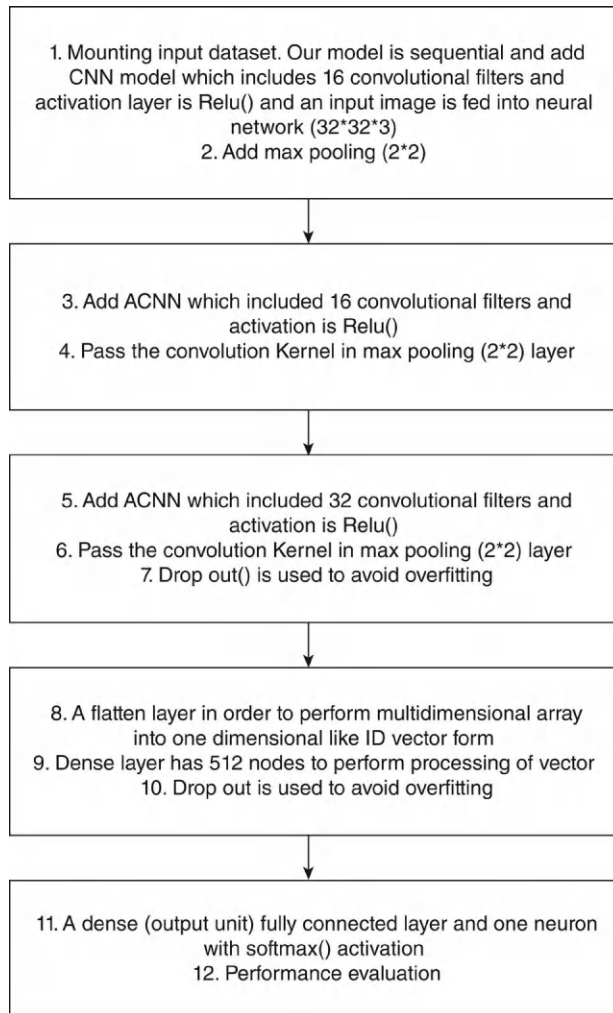 1. Mounting input dataset. Our model is sequential and add
CNN model which includes 16 convolutional filters and
activation layer is Relu() and an input image is fed into neural
network (32*32*3)
2. Add max pooling (2*2)
3. Add ACNN which included 16 convolutional filters and
activation is Relu()
4. Pass the convolution Kernel in max pooling (2*2) layer
5. Add ACNN which included 32 convolutional filters and
activation is Relu()
6. Pass the convolution Kernel in max pooling (2*2) layer
7. Drop out() is used to avoid overfitting
8. A flatten layer in order to perform multidimensional array
into one dimensional like ID vector form
9. Dense layer has 512 nodes to perform processing of vector
10. Drop out is used to avoid overfitting
11. A dense (output unit) fully connected layer and one neuron
with softmax() activation
12. Performance evaluation